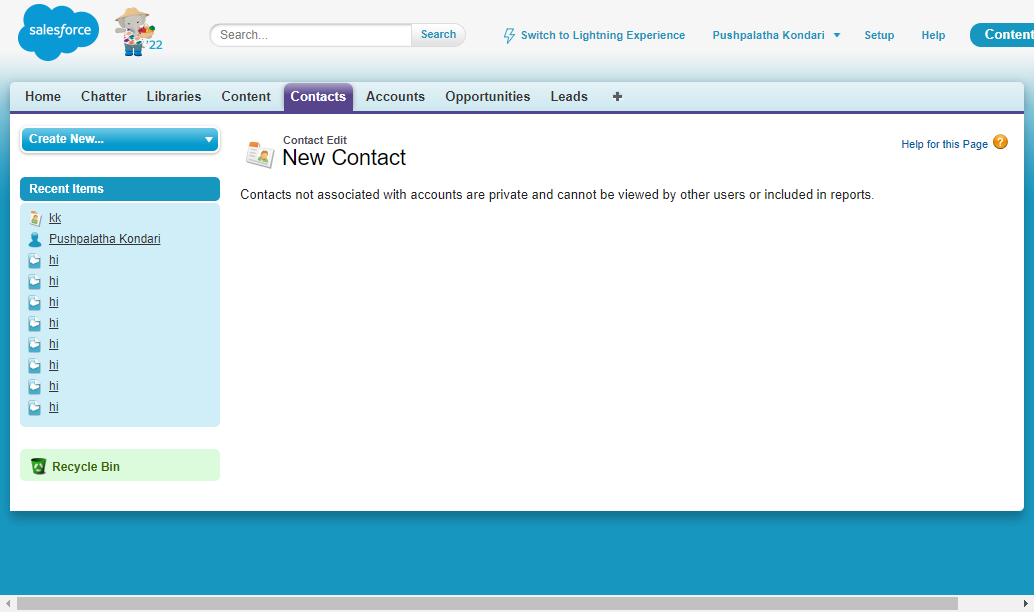 salesforce
'22
Search...
Search
Switch to Lightning Experience
Pushpalatha Kondari
Setup
Help
Content
Home
Chatter
Libraries
Content
Contacts
Accounts
Opportunities
Leads
+
Create New...
Contact Edit
New Contact
Help for this Page ?
Recent Items
Contacts not associated with accounts are private and cannot be viewed by other users or included in reports.
kk
Pushpalatha Kondari
hi
hi
hi
hi
hi
hi
hi
hi
Recycle Bin